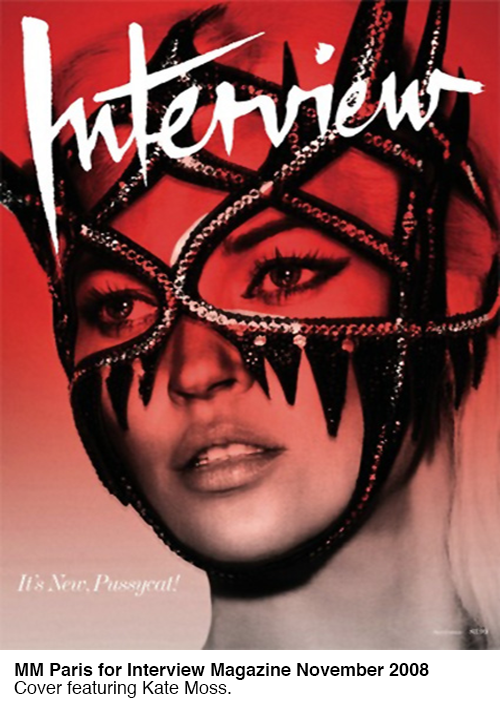 Interview
It's New, Pussycat!
MM Paris for Interview Magazine November 2008
Cover featuring Kate Moss.